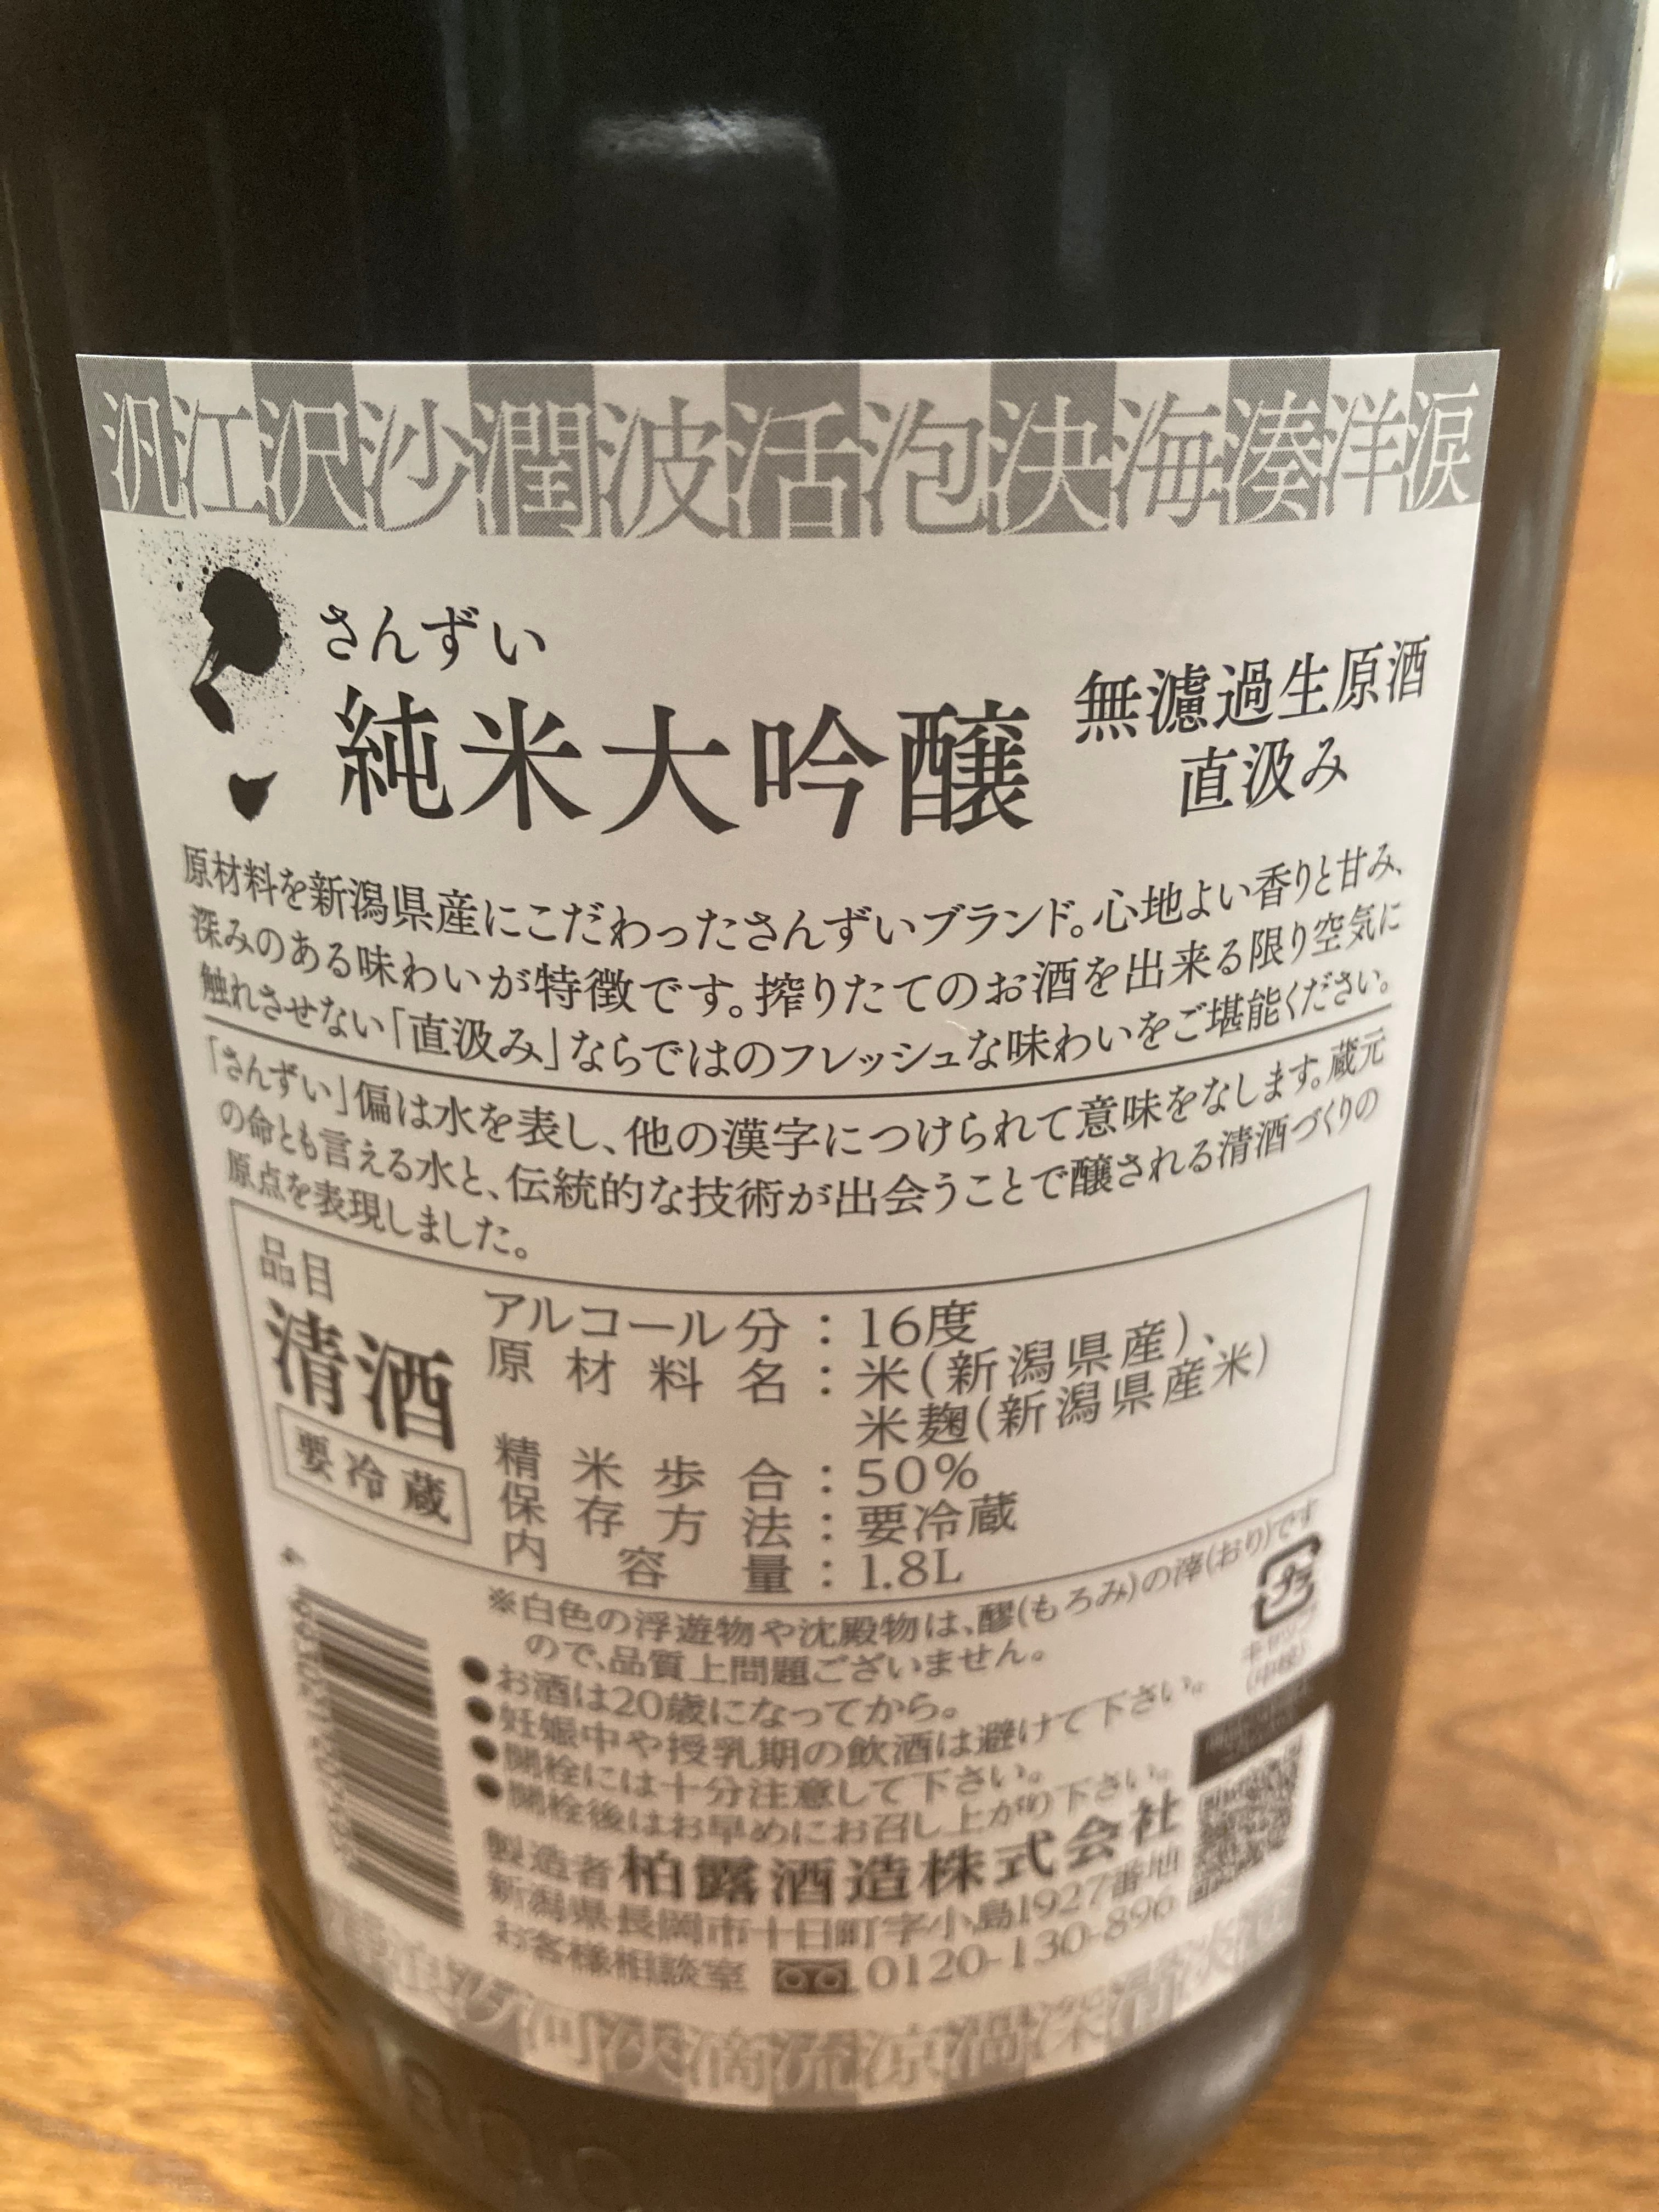 汎江沢沙潤波活泡決海湊洋涙
さんずい
純米大吟醸
無濾過生原酒
直汲み
原材料を新潟県産にこだわったさんずいブランド。心地よい香りと甘み、
深みのある味わいが特徴です。搾りたてのお酒を出来る限り空気に
触れさせない「直汲み」ならではのフレッシュな味わいをご堪能ください。
「さんずい」偏は水を表し、他の漢字につけられて意味をなします。蔵元
の命とも言える水と、伝統的な技術が出会うことで醸される清酒づくりの
原点を表現しました。
品目
清酒
要冷蔵
アルコール分：16度
原材料名：米（新潟県産）、
米麹（新潟県産米）
精米歩合：50%
保存方法：要冷蔵
内容量：1.8L
※白色の浮遊物や沈殿物は、醪（もろみ）の滓（おり）です
ので、品質上問題ございません。
●お酒は20歳になってから。
●妊娠中や授乳期の飲酒は避けて下さい。
●開栓には十分注意して下さい。
●開栓後はお早めにお召し上がり下さい。
プラ
キャップ
(中栓)
製造者 柏露酒造株式会社
新潟県長岡市十日町字小島1927番地
お客様相談室 0120-130-896
河渓滴流涼渦深清